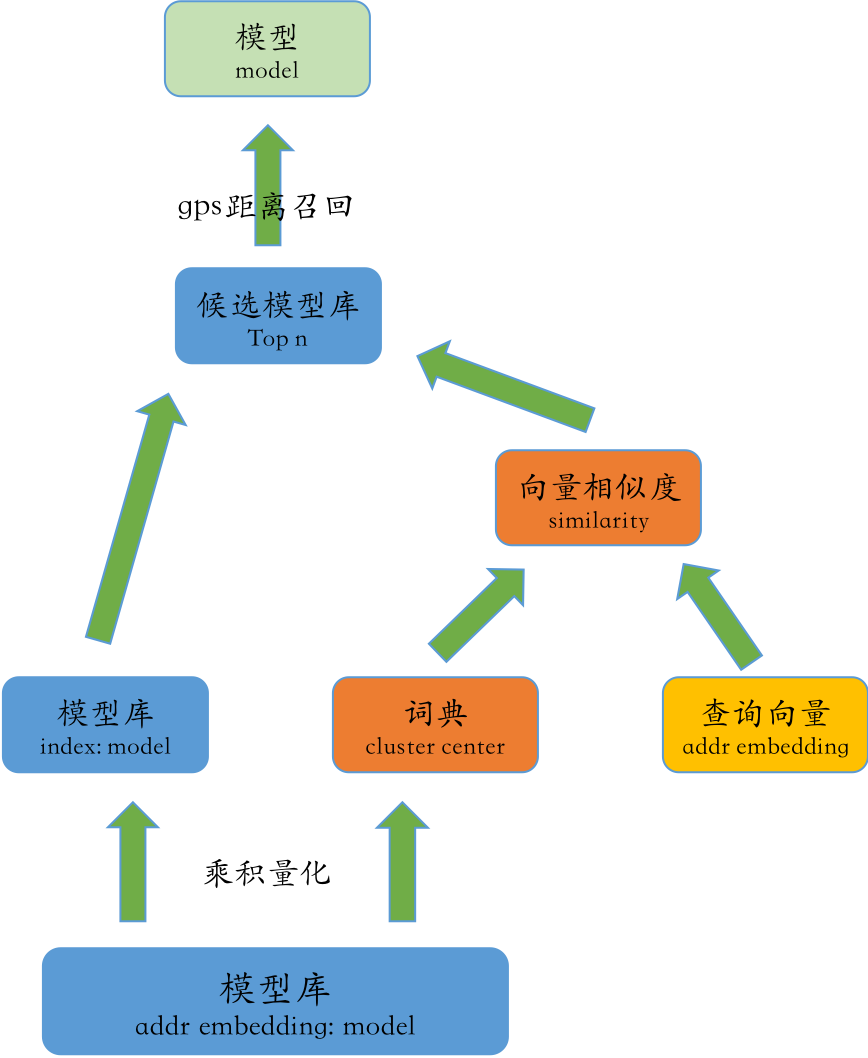 模型
model
gps距离召回
候选模型库
Top n
向量相似度
similarity
模型库
index: model
词典
cluster center
查询向量
addr embedding
乘积量化
模型库
addr embedding: model